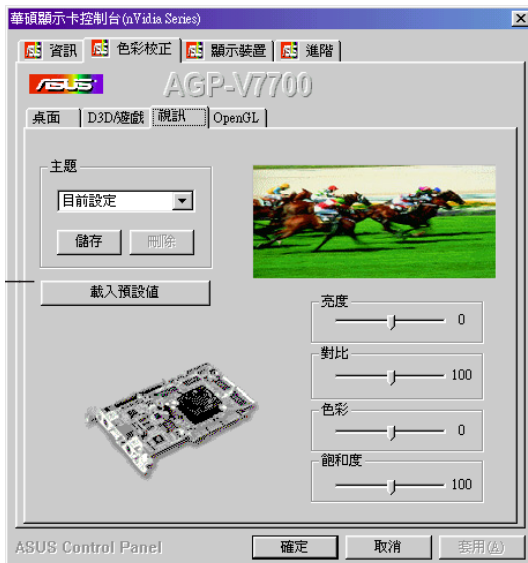 華碩顯示卡控制台(nVidia Series)
資訊 色彩校正 顯示裝置 進階
ASUS AGP-V7700
桌面 D3D/遊戲 視訊 OpenGL
主題
目前設定
儲存 刪除
載入預設值
亮度
0
對比
100
色彩
0
飽和度
100
ASUS Control Panel 確定 取消 套用(A)